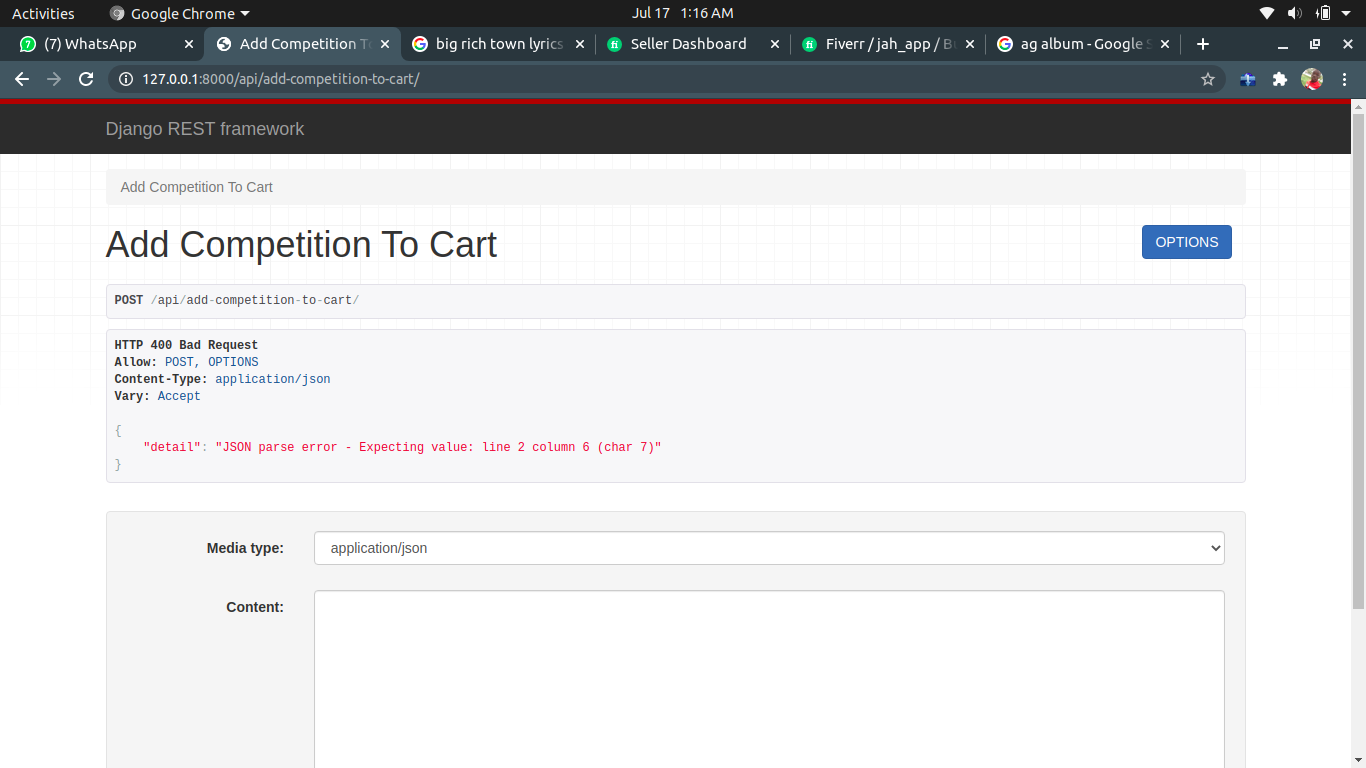 Activities
Google Chrome
Jul 17 1:16 AM
(7) WhatsApp
Add Competition T
big rich town lyrics
Seller Dashboard
Fiverr / jah_app / B
ag album - Google S
127.0.0.1:8000/api/add-competition-to-cart/
Django REST framework
Add Competition To Cart
Add Competition To Cart
OPTIONS
POST /api/add-competition-to-cart/
HTTP 400 Bad Request
Allow: POST, OPTIONS
Content-Type: application/json
Vary: Accept
{
"detail": "JSON parse error - Expecting value: line 2 column 6 (char 7)"
}
Media type:
application/json
Content: